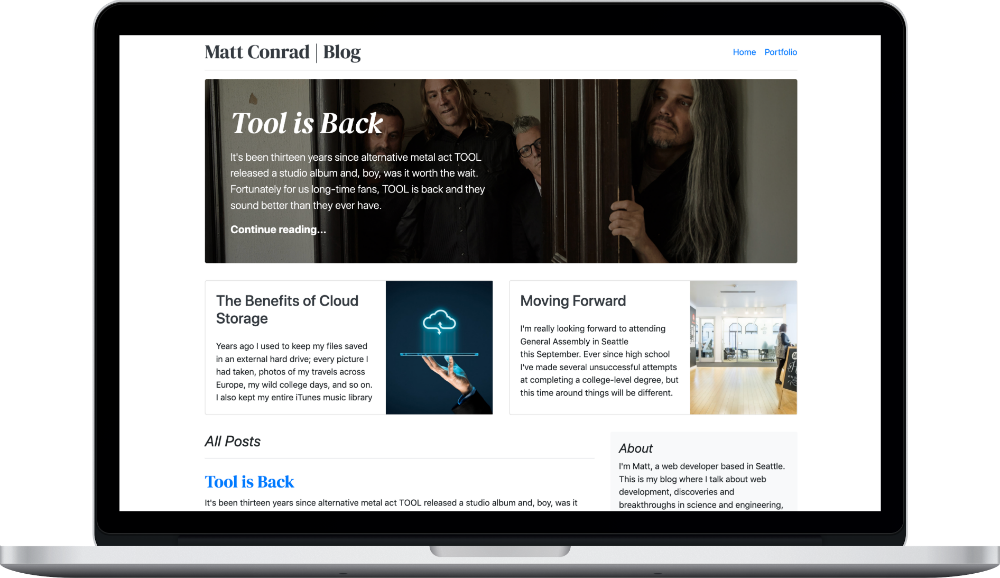 Matt Conrad | Blog
Home Portfolio
Tool is Back
It's been thirteen years since alternative metal act TOOL
released a studio album and, boy, was it worth the wait.
Fortunately for us long-time fans, TOOL is back and they
sound better than they ever have.
Continue reading...
The Benefits of Cloud
Storage
Years ago I used to keep my files saved
in an external hard drive; every picture I
had taken, photos of my travels across
Europe, my wild college days, and so on.
I also kept my entire iTunes music library
Moving Forward
I'm really looking forward to attending
General Assembly in Seattle
this September. Ever since high school
I've made several unsuccessful attempts
at completing a college-level degree, but
this time around things will be different.
All Posts
Tool is Back
It's been thirteen years since alternative metal act TOOL released a studio album and, boy, was it
About
I'm Matt, a web developer based in Seattle.
This is my blog where I talk about web
development, discoveries and
breakthroughs in science and engineering,